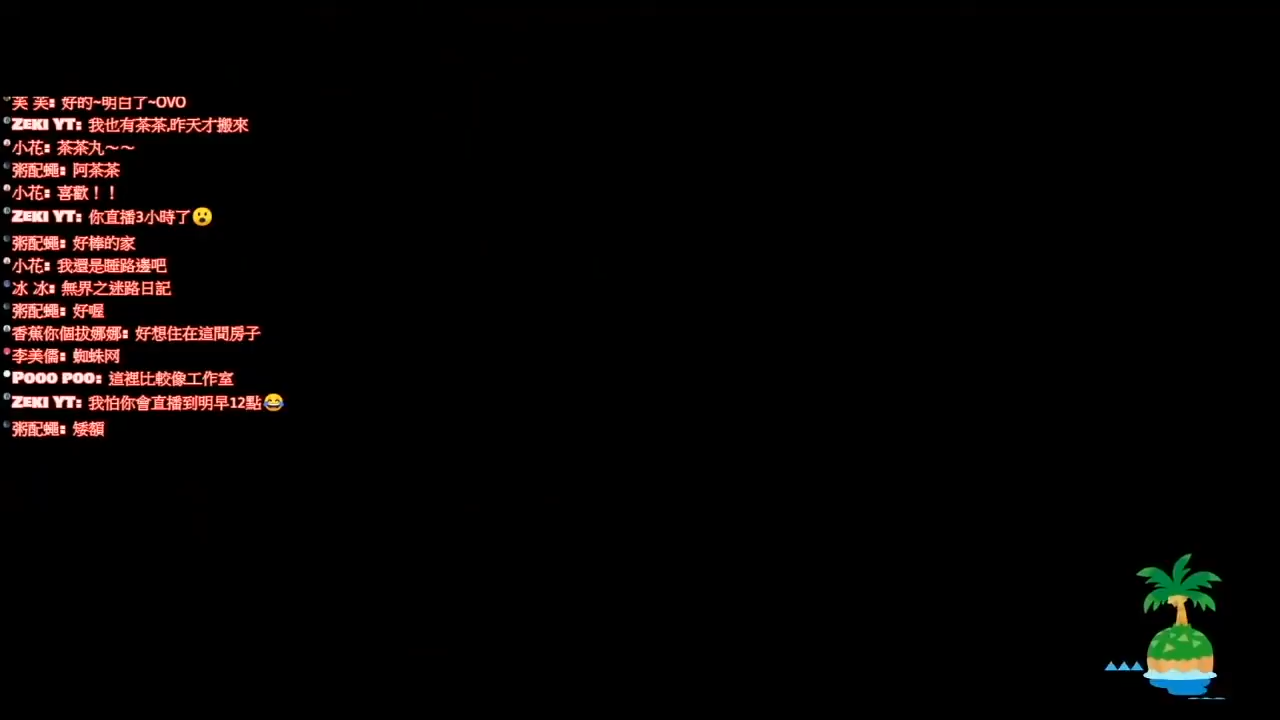 芙 芙: 好的~明白了~OVO
Zeki YT: 我也有茶茶,昨天才搬來
小花: 茶茶丸～～
粥配蠅: 阿茶茶
小花: 喜歡！！
Zeki YT: 你直播3小時了😮
粥配蠅: 好棒的家
小花: 我還是睡路邊吧
冰 冰: 無界之迷路日記
粥配蠅: 好喔
香蕉你個拔娜娜: 好想住在這間房子
李美僑: 蜘蛛网
Pooo poo: 這裡比較像工作室
Zeki YT: 我怕你會直播到明早12點😂
粥配蠅: 矮額